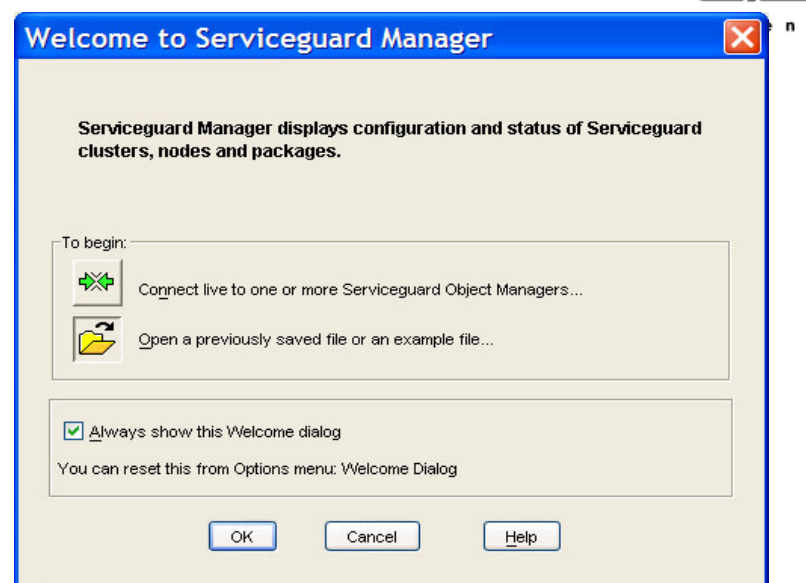 Welcome to Serviceguard Manager
Serviceguard Manager displays configuration and status of Serviceguard
clusters, nodes and packages.
To begin:
Connect live to one or more Serviceguard Object Managers...
Open a previously saved file or an example file...
Always show this Welcome dialog
You can reset this from Options menu: Welcome Dialog
OK
Cancel
Help